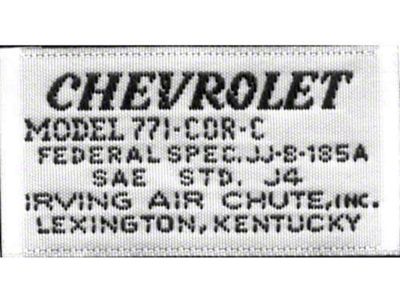 CHEVROLET
MODEL 771-COR-C
FEDERAL SPEC. JJ-B-185A
SAE STD. J4
IRVING AIR CHUTE, INC.
LEXINGTON, KENTUCKY